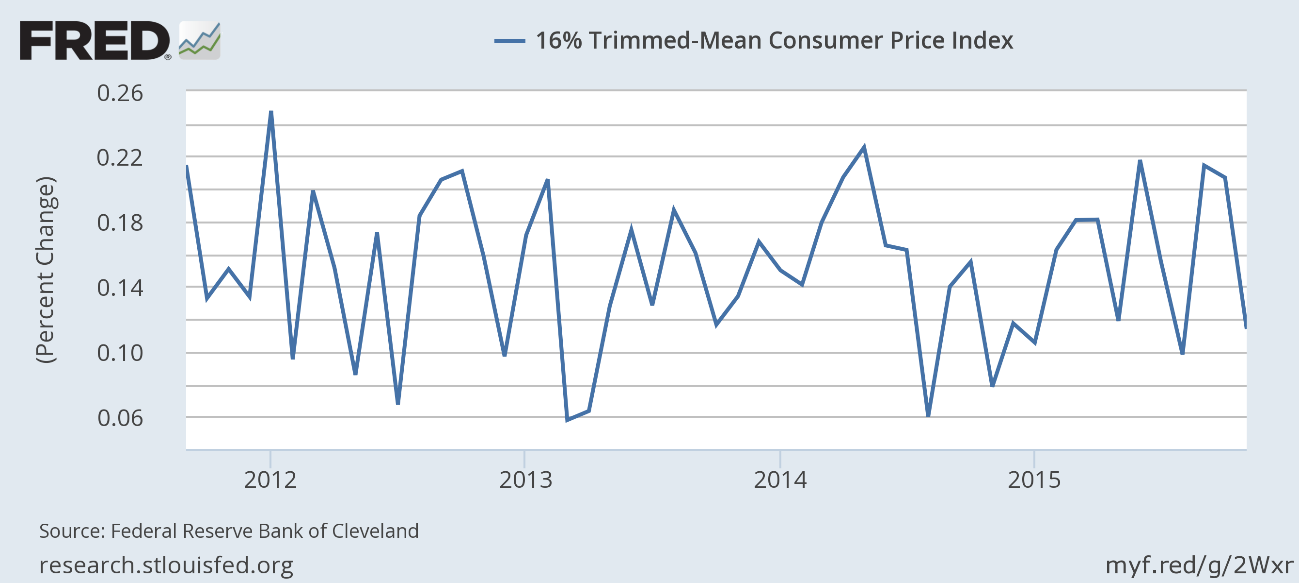 FRED®
16% Trimmed-Mean Consumer Price Index
0.26
0.22
0.18
0.14
0.10
0.06
(Percent Change)
2012 2013 2014 2015
Source: Federal Reserve Bank of Cleveland
research.stlouisfed.org
myf.red/g/2Wxr